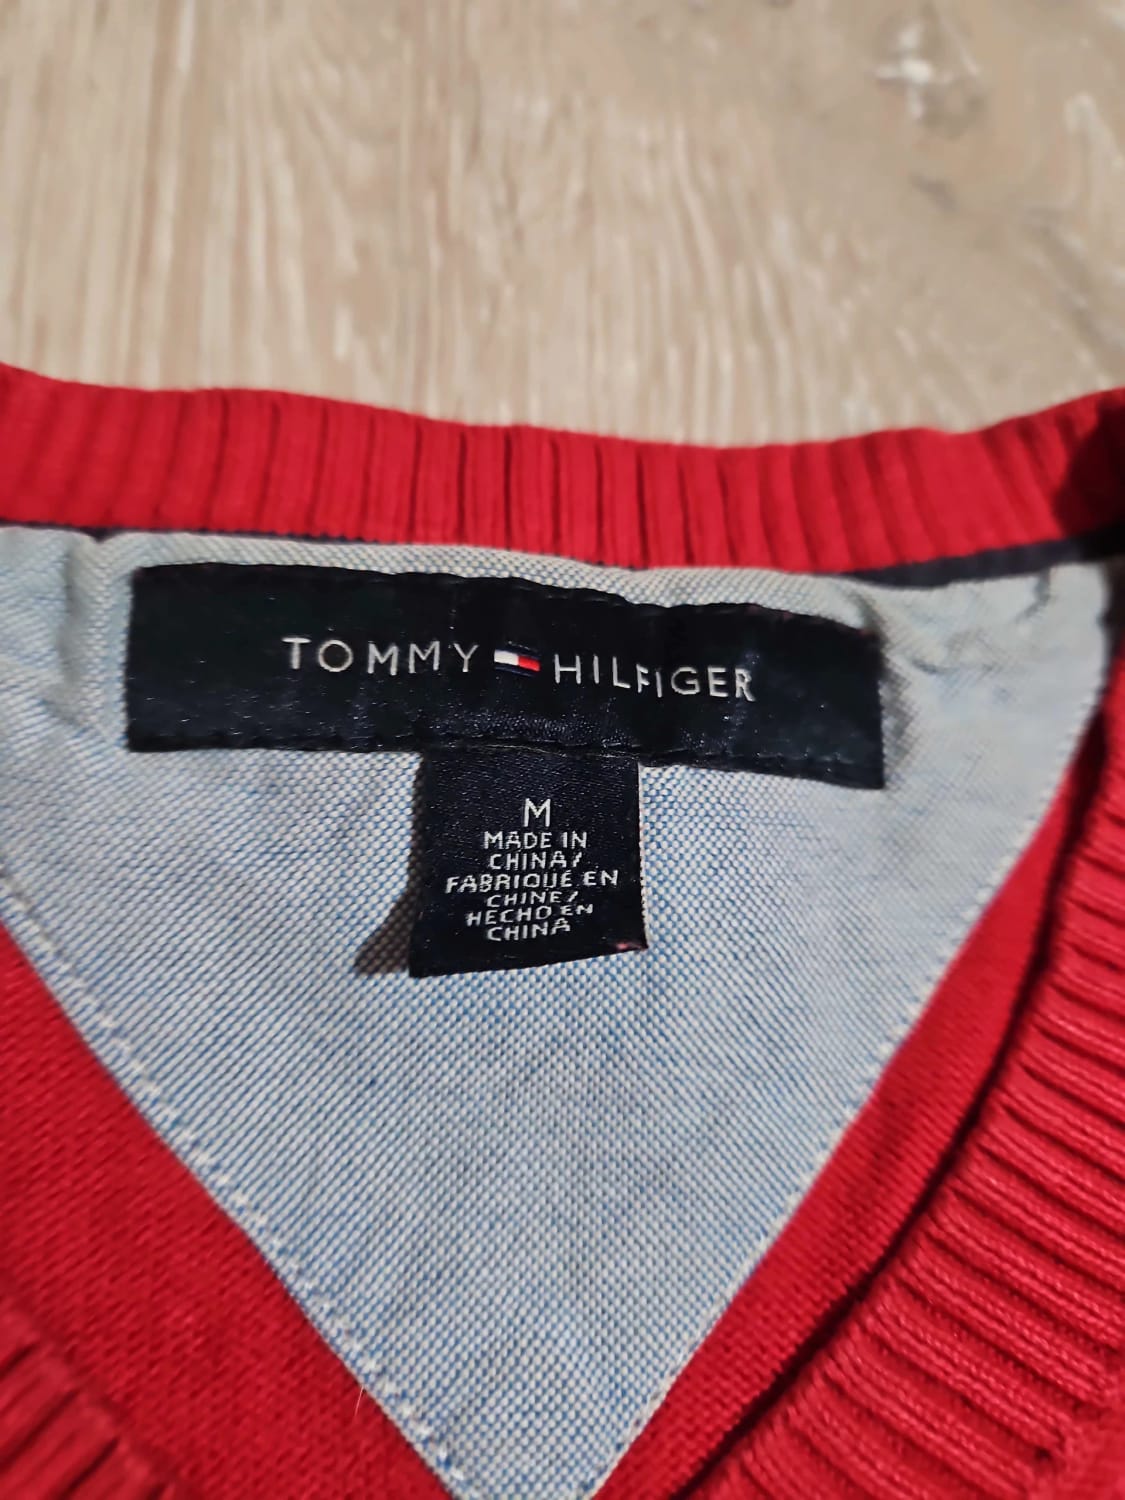 TOMMY HILFIGER
M
MADE IN
CHINA/
FABRIQUÉ EN
CHINE/
HECHO EN
CHINA